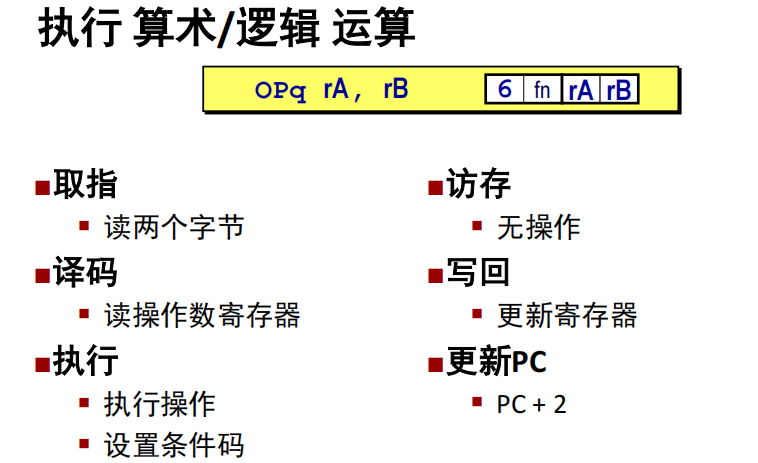 执行 算术/逻辑 运算
OPq rA, rB 6 fn rA rB
■取指
▪ 读两个字节
■译码
▪ 读操作数寄存器
■执行
▪ 执行操作
▪ 设置条件码
■访存
▪ 无操作
■写回
▪ 更新寄存器
■更新PC
▪ PC + 2